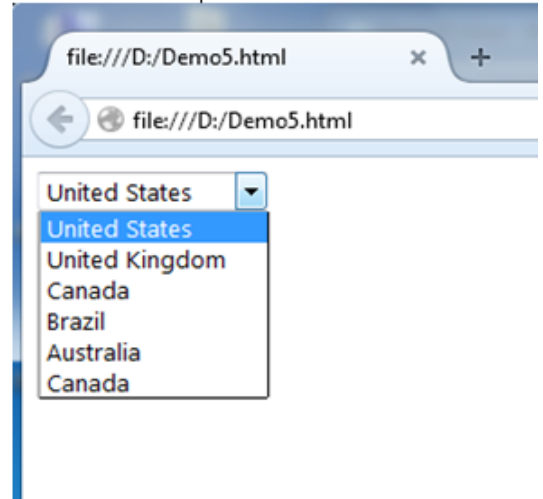 file:///D:/Demo5.html
file:///D:/Demo5.html
United States
United States
United Kingdom
Canada
Brazil
Australia
Canada